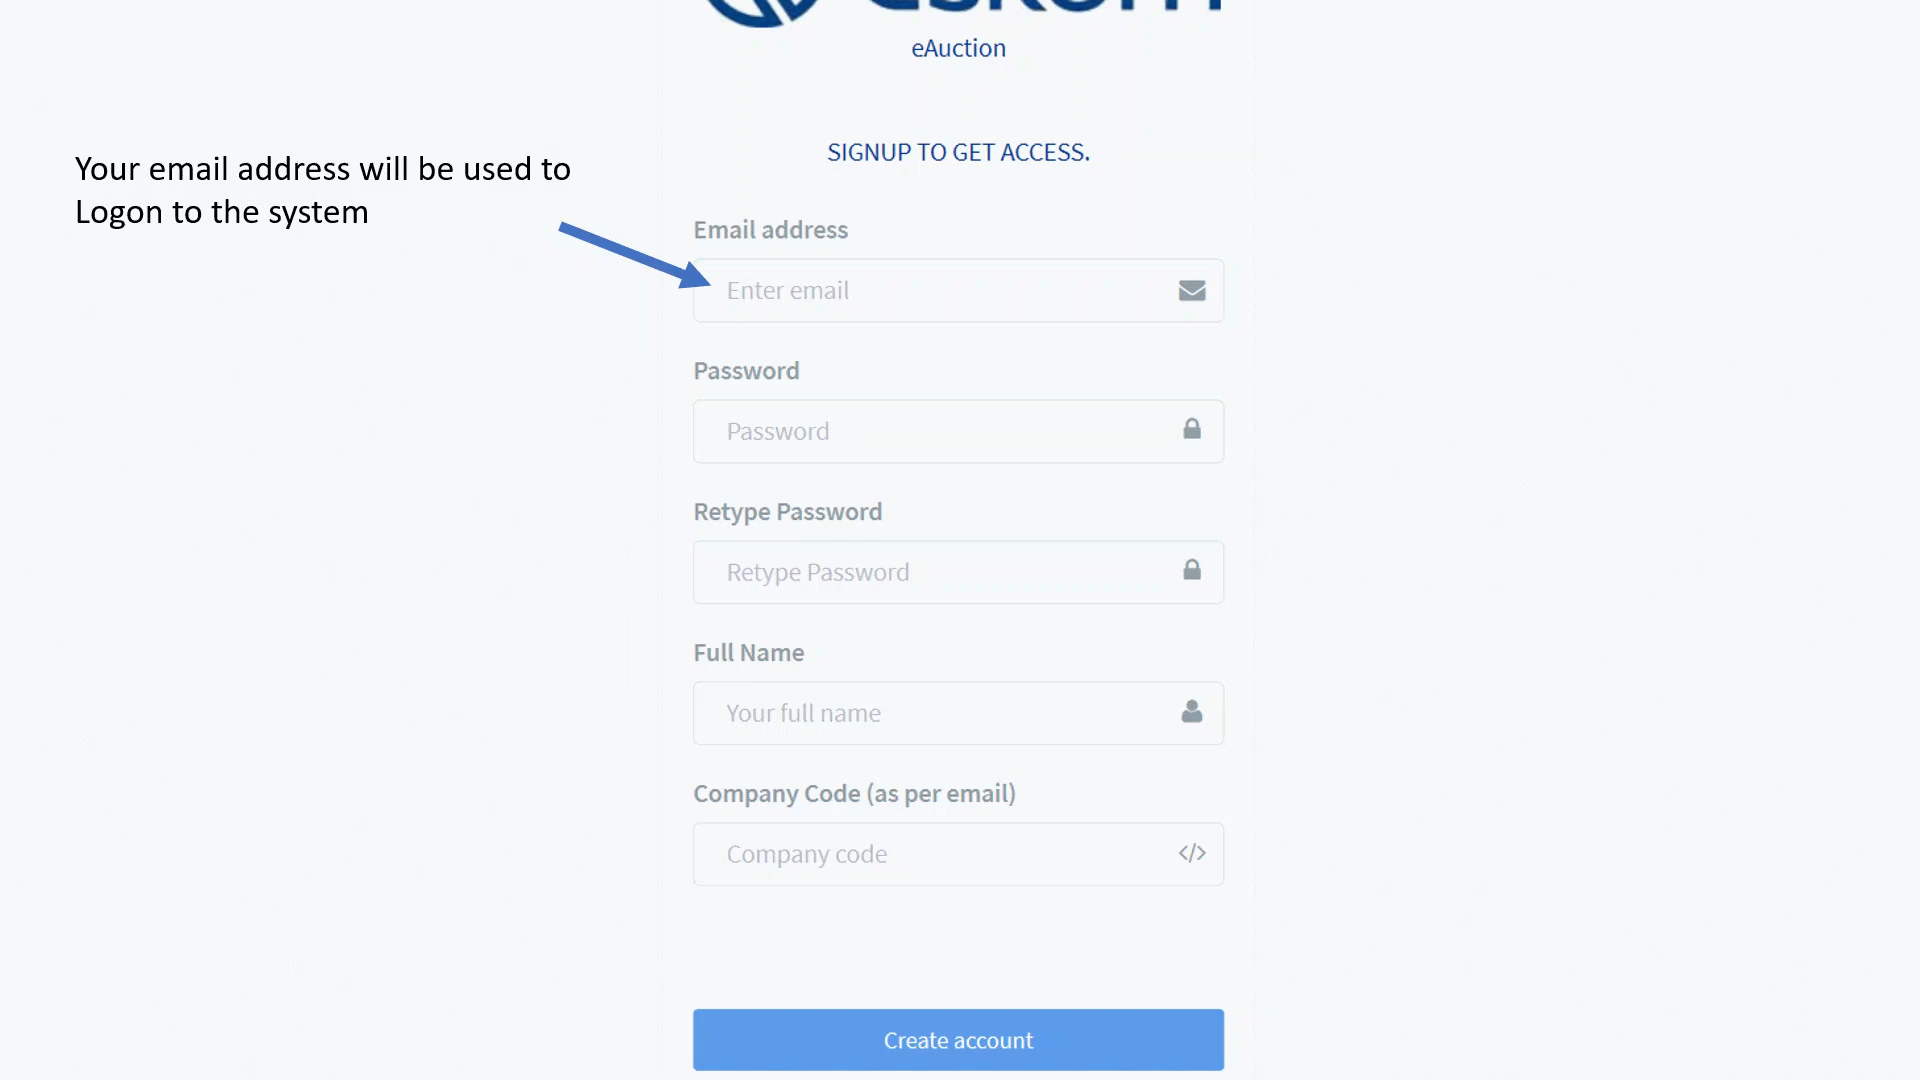 eskom
eAuction
SIGNUP TO GET ACCESS.
Your email address will be used to
Logon to the system
Email address
Enter email
Password
Password
Retype Password
Retype Password
Full Name
Your full name
Company Code (as per email)
Company code
Create account